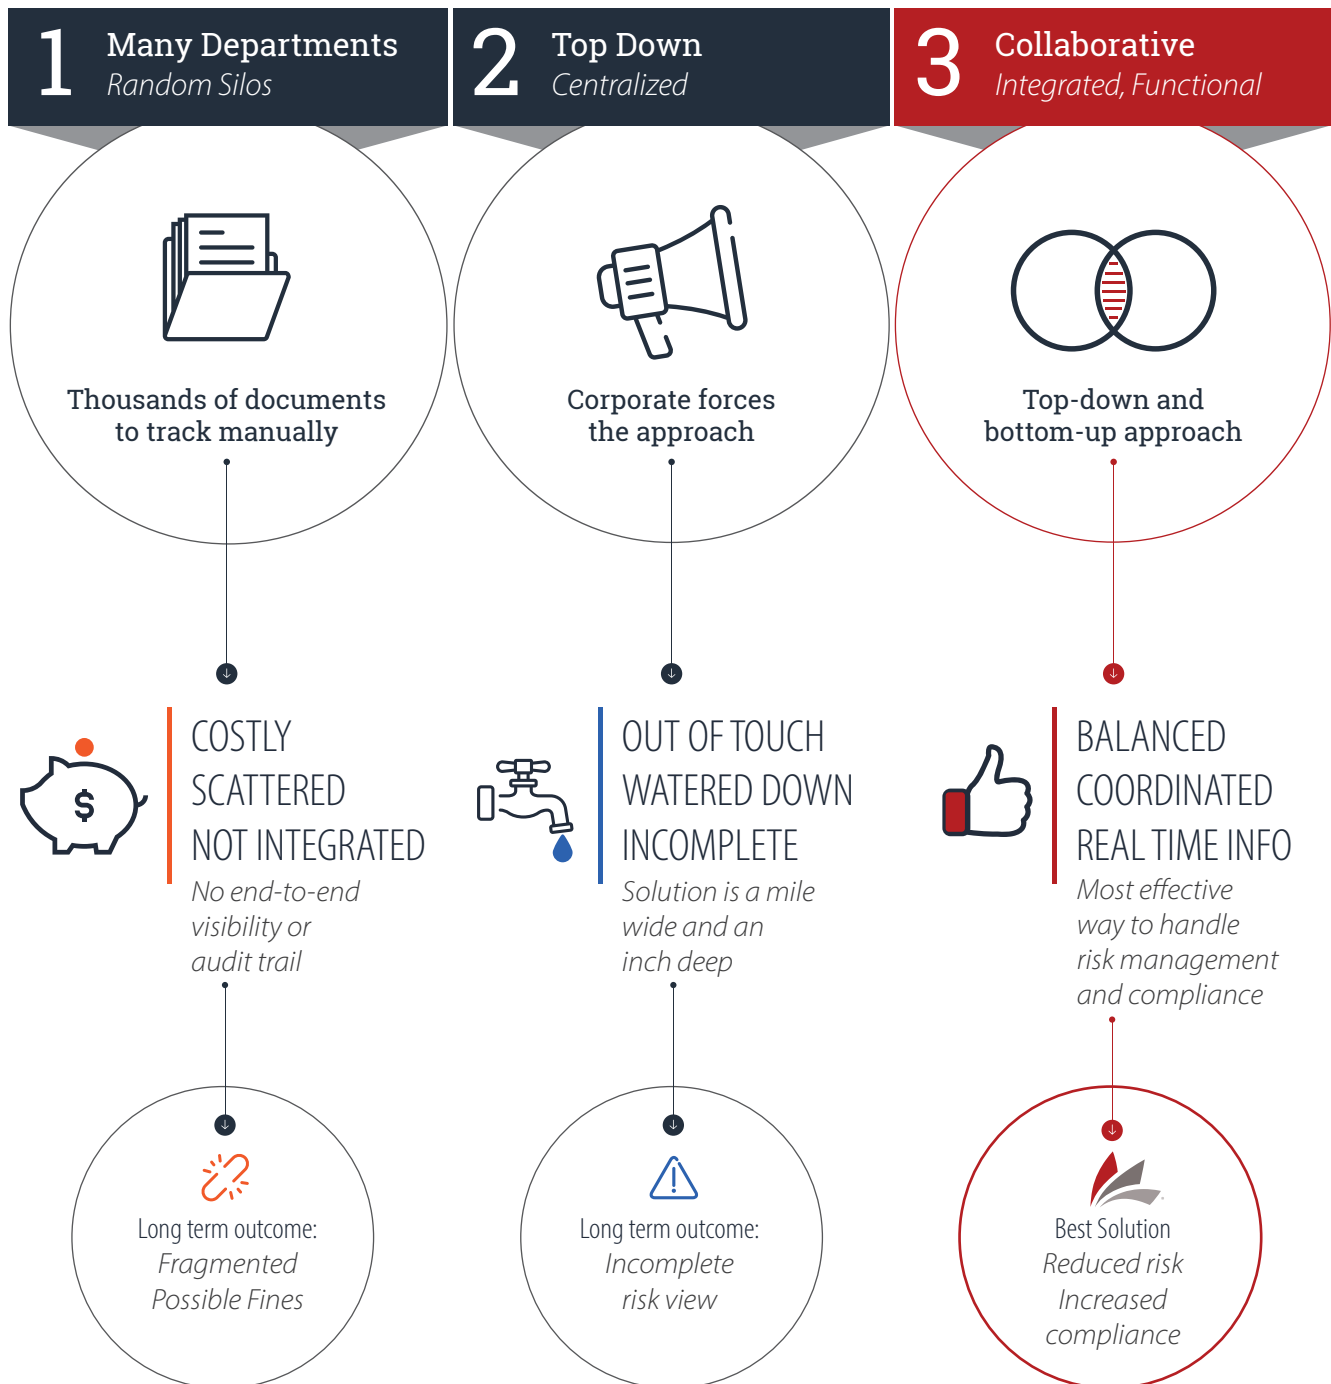 1
Many Departments
Random Silos
Thousands of documents
to track manually
$
COSTLY
SCATTERED
NOT INTEGRATED
No end-to-end
visibility or
audit trail
Long term outcome:
Fragmented
Possible Fines
2
Top Down
Centralized
Corporate forces
the approach
OUT OF TOUCH
WATERED DOWN
INCOMPLETE
Solution is a mile
wide and an
inch deep
Long term outcome:
Incomplete
risk view
3
Collaborative
Integrated, Functional
Top-down and
bottom-up approach
BALANCED
COORDINATED
REAL TIME INFO
Most effective
way to handle
risk management
and compliance
Best Solution
Reduced risk
Increased
compliance